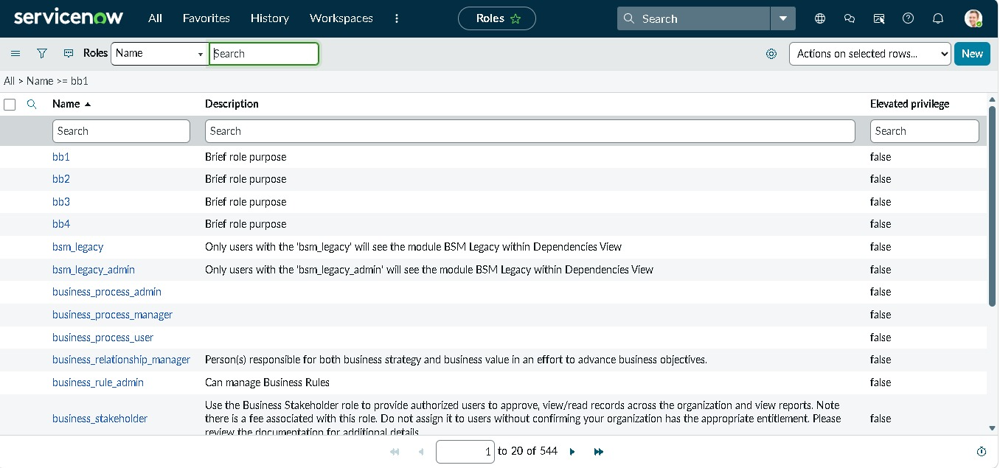 servicenow All Favorites History Workspaces Roles Search
Roles Name Search Actions on selected rows... New
All > Name >= bb1
Name Description Elevated privilege
Search Search Search
bb1 Brief role purpose false
bb2 Brief role purpose false
bb3 Brief role purpose false
bb4 Brief role purpose false
bsm_legacy Only users with the 'bsm_legacy' will see the module BSM Legacy within Dependencies View false
bsm_legacy_admin Only users with the 'bsm_legacy_admin' will see the module BSM Legacy within Dependencies View false
business_process_admin false
business_process_manager false
business_process_user false
business_relationship_manager Person(s) responsible for both business strategy and business value in an effort to advance business objectives. false
business_rule_admin Can manage Business Rules false
Use the Business Stakeholder role to provide authorized users to approve, view/read records across the organization and view reports. Note
business_stakeholder there is a fee associated with this role. Do not assign it to users without confirming your organization has the appropriate entitlement. Please false
review the documentation for additional details.
1 to 20 of 544